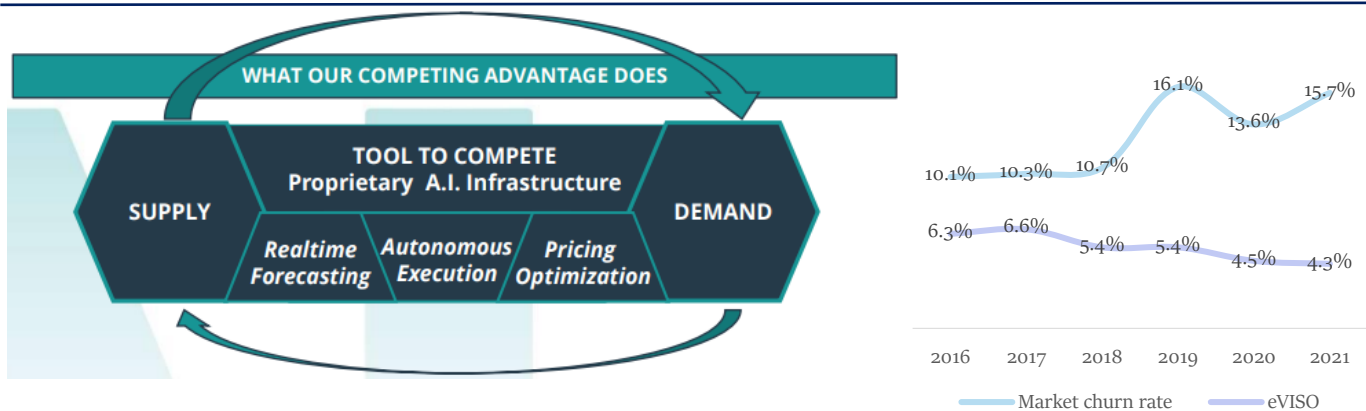 WHAT OUR COMPETING ADVANTAGE DOES
TOOL TO COMPETE
Proprietary A.I. Infrastructure
SUPPLY
DEMAND
Realtime
Forecasting
Autonomous
Execution
Pricing
Optimization
16.1%
15.7%
13.6%
10.1%
10.3%
10.7%
6.3%
6.6%
5.4%
5.4%
4.5%
4.3%
2016 2017 2018 2019 2020 2021
Market churn rate eVISO